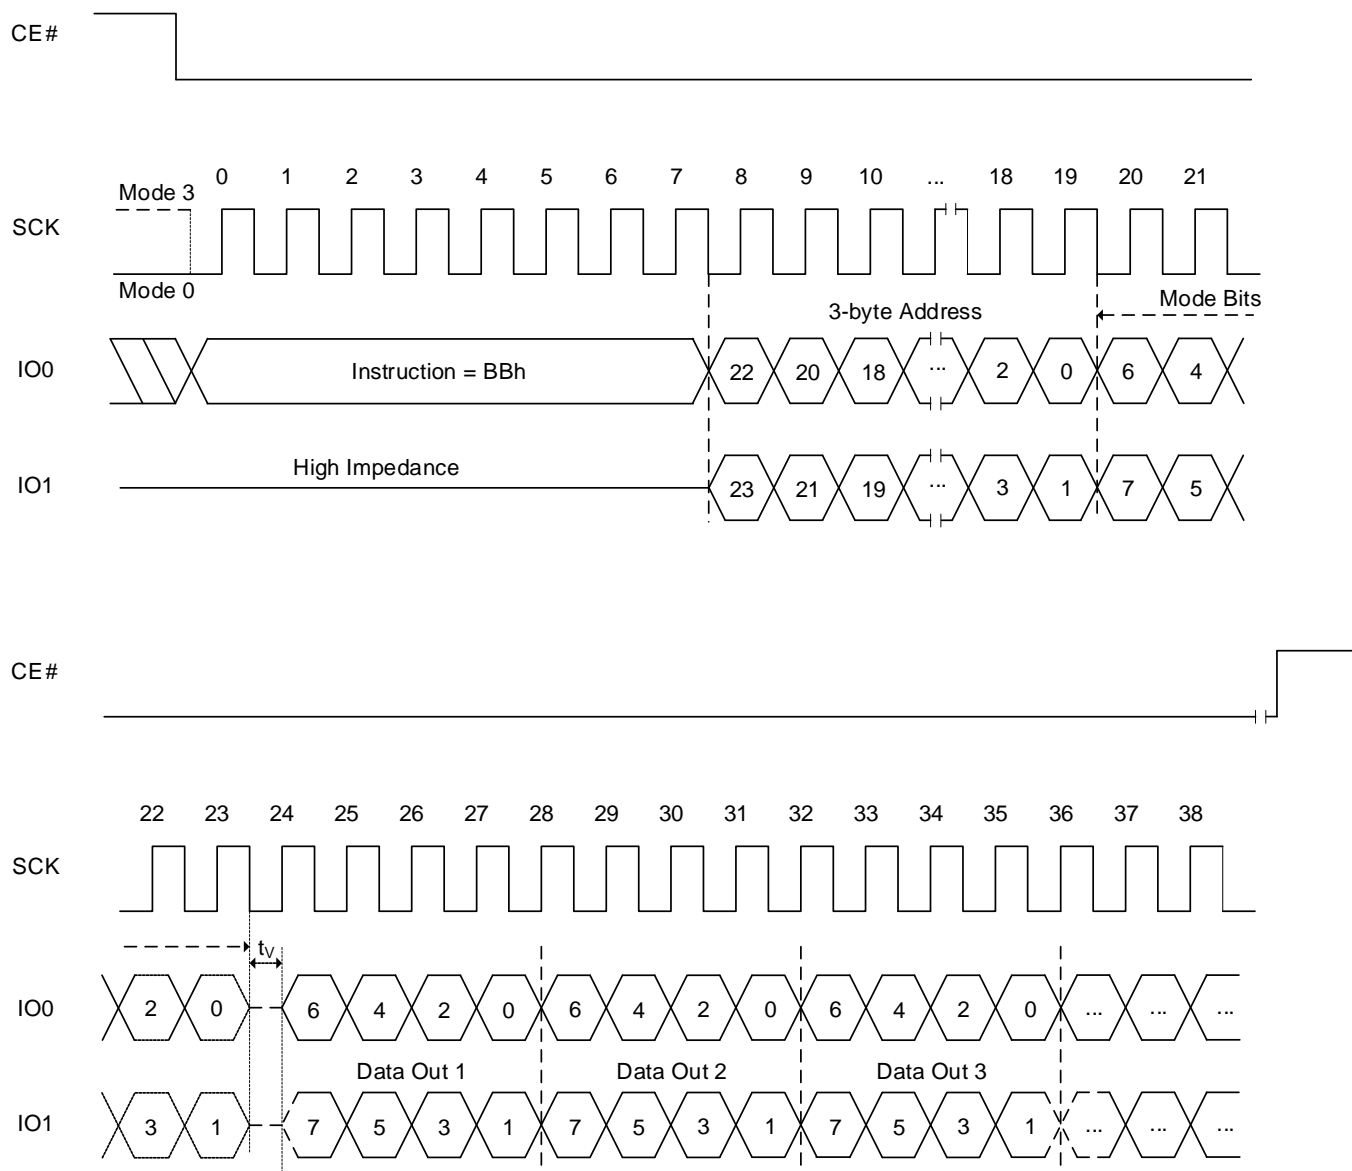 CE#
0 1 2 3 4 5 6 7 8 9 10 ... 18 19 20 21
Mode 3
SCK
Mode 0
3-byte Address
Mode Bits
IO0 Instruction = BBh 22 20 18 ... 2 0 6 4
High Impedance
IO1 23 21 19 ... 3 1 7 5
CE#
22 23 24 25 26 27 28 29 30 31 32 33 34 35 36 37 38
SCK
tV
IO0 2 0 6 4 2 0 6 4 2 0 6 4 2 0 ... ... ...
Data Out 1 Data Out 2 Data Out 3
IO1 3 1 7 5 3 1 7 5 3 1 7 5 3 1 ... ... ...